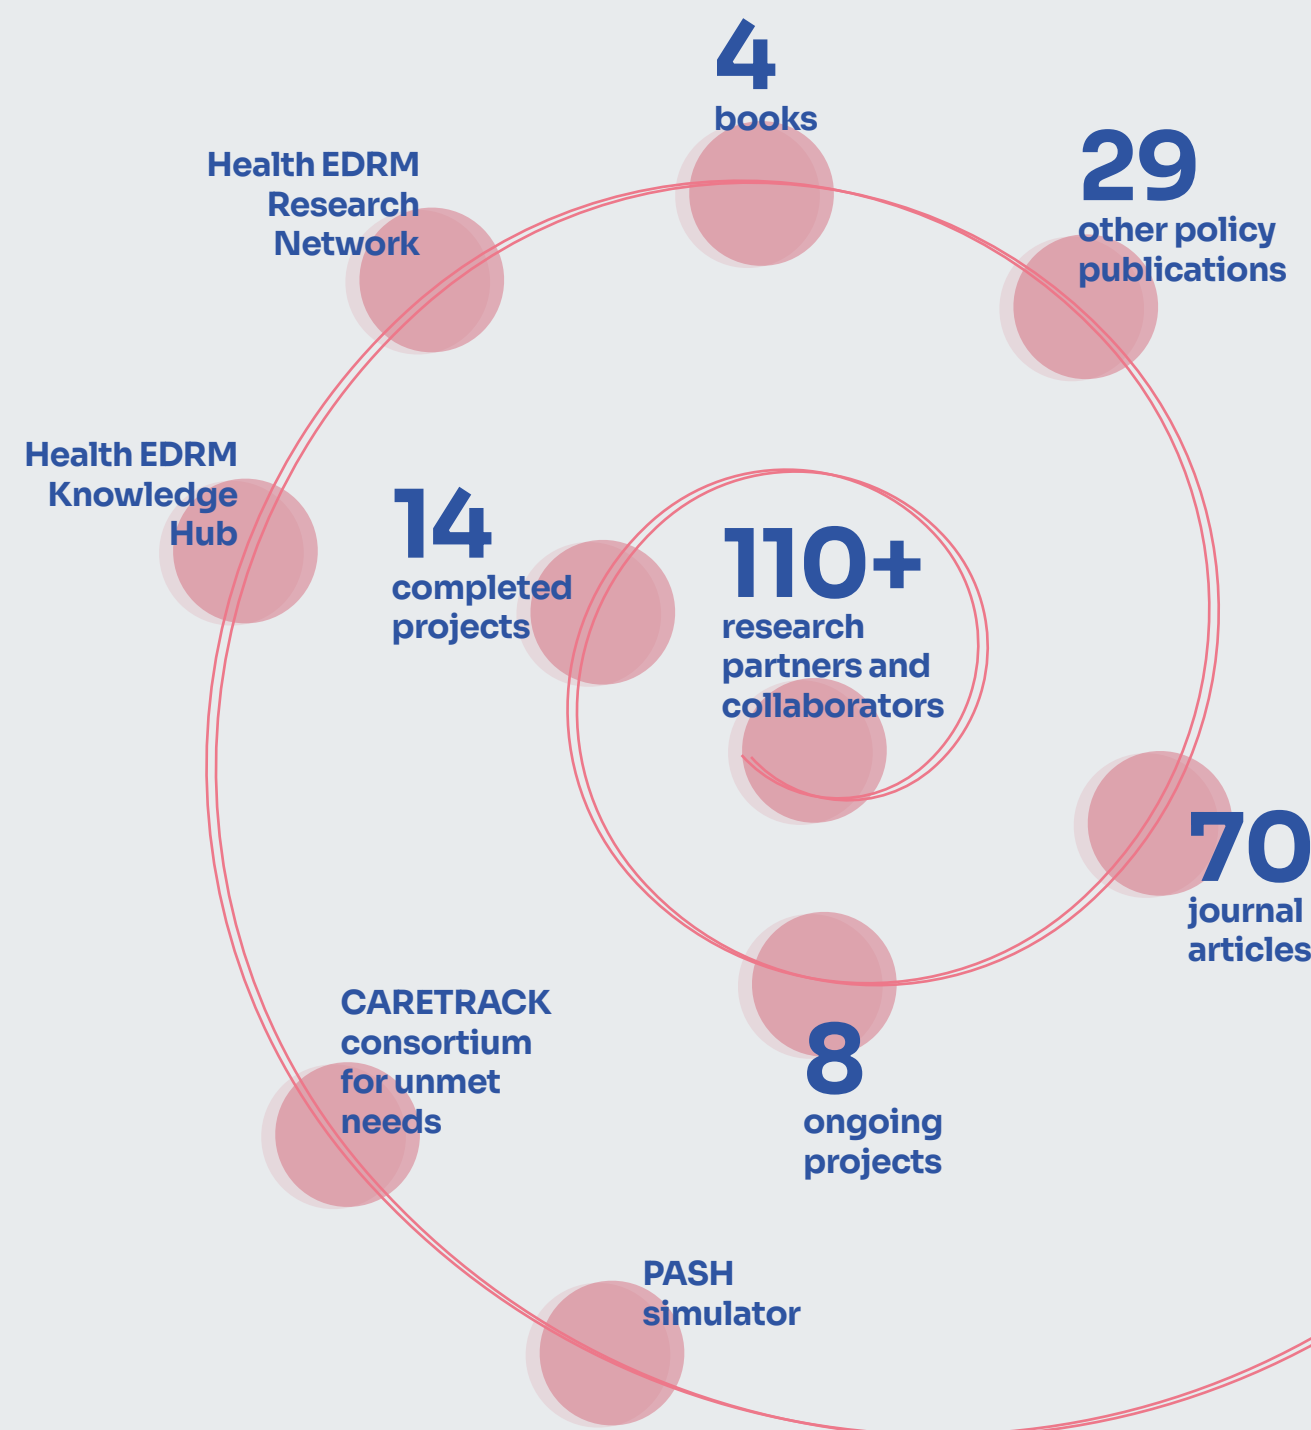 4
books
29
other policy
publications
Health EDRM
Research
Network
Health EDRM
Knowledge
Hub
14
completed
projects
110+
research
partners and
collaborators
70
journal
articles
CARETRACK
consortium
for unmet
needs
8
ongoing
projects
PASH
simulator